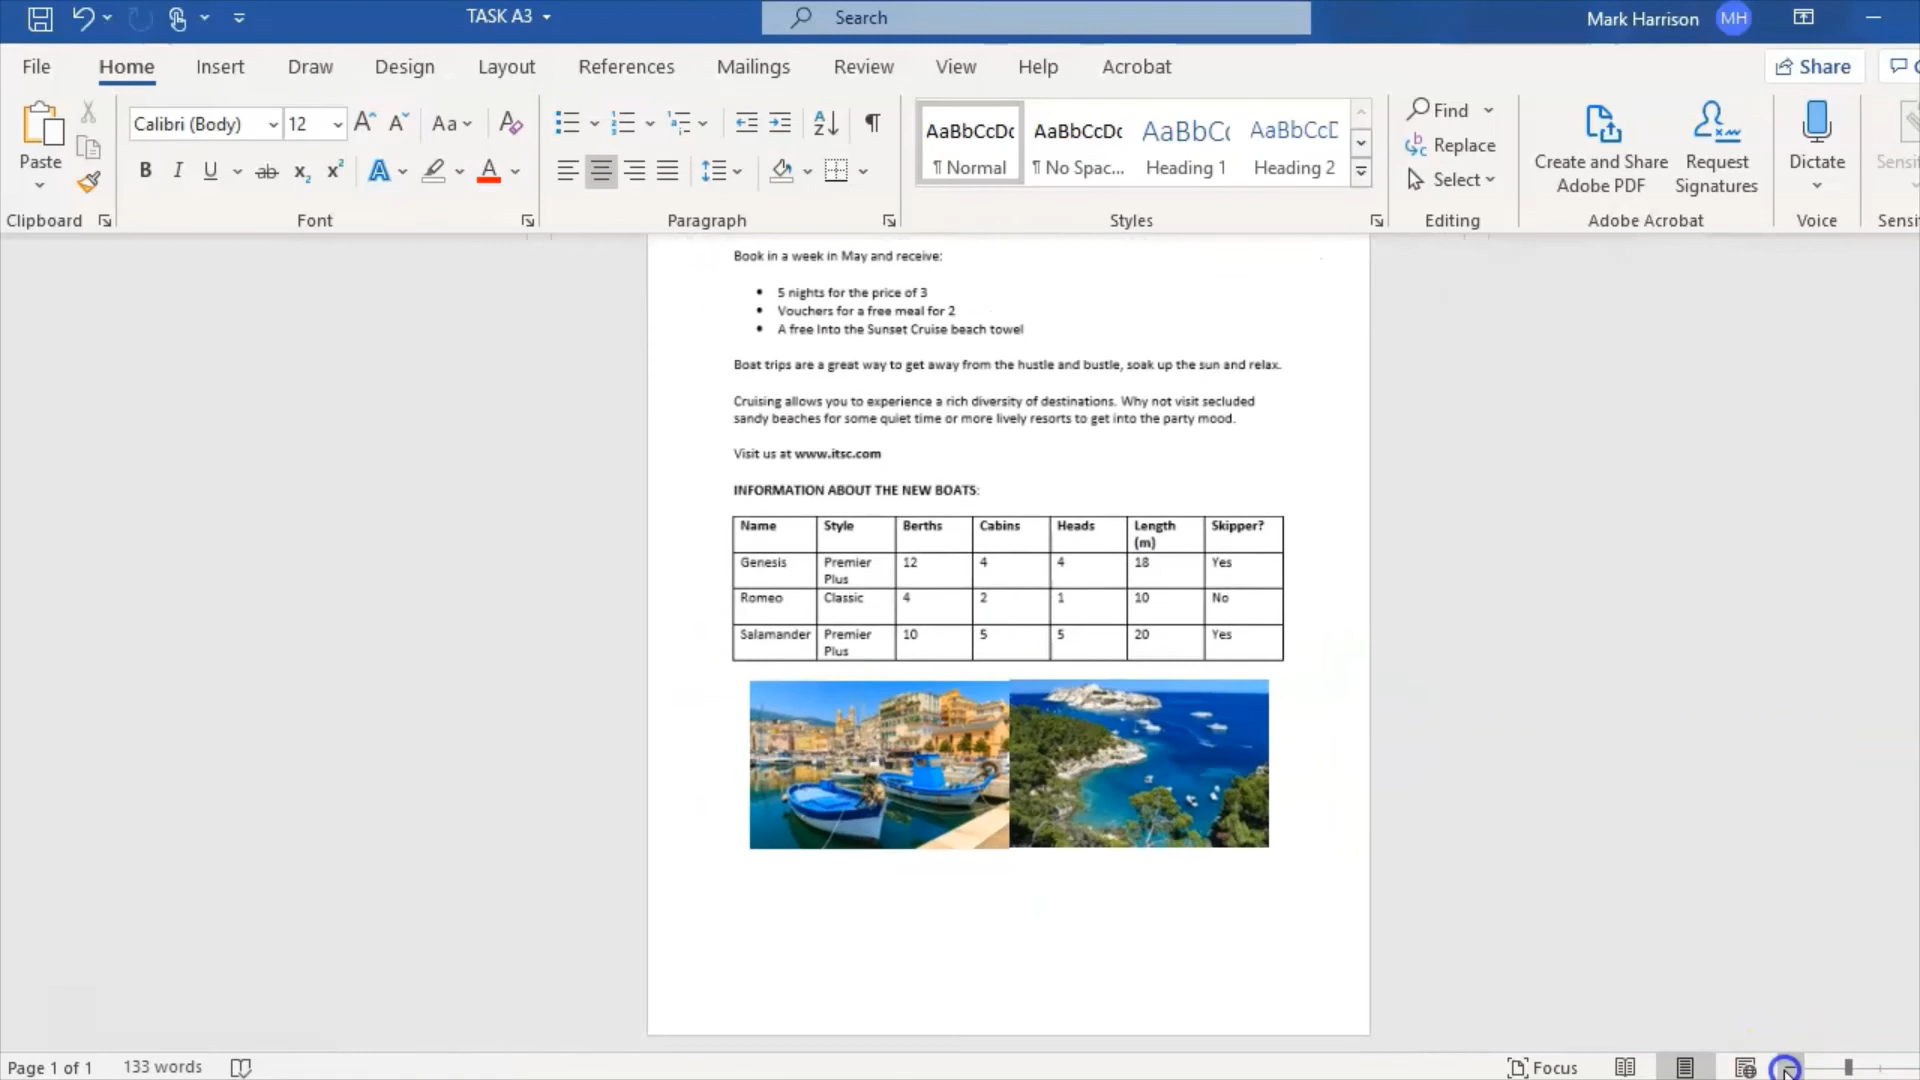 TASK A3
Search
Mark Harrison MH
File Home Insert Draw Design Layout References Mailings Review View Help Acrobat Share
Paste
Clipboard
Calibri (Body) 12
Aa
B I U ab x₂ x² A A
Font
Paragraph
AaBbCcDc AaBbCcDc AaBbC AaBbCcD
¶ Normal ¶ No Spac... Heading 1 Heading 2
Styles
Find
Replace
Select
Editing
Create and Share
Adobe PDF
Request
Signatures
Adobe Acrobat
Dictate
Voice
Sensi
Book in a week in May and receive:
• 5 nights for the price of 3
• Vouchers for a free meal for 2
• A free Into the Sunset Cruise beach towel
Boat trips are a great way to get away from the hustle and bustle, soak up the sun and relax.
Cruising allows you to experience a rich diversity of destinations. Why not visit secluded
sandy beaches for some quiet time or more lively resorts to get into the party mood.
Visit us at www.itsc.com
INFORMATION ABOUT THE NEW BOATS:
Name Style Berths Cabins Heads Length (m) Skipper?
Genesis Premier Plus 12 4 4 18 Yes
Romeo Classic 4 2 1 10 No
Salamander Premier Plus 10 5 5 20 Yes
Page 1 of 1 133 words Focus